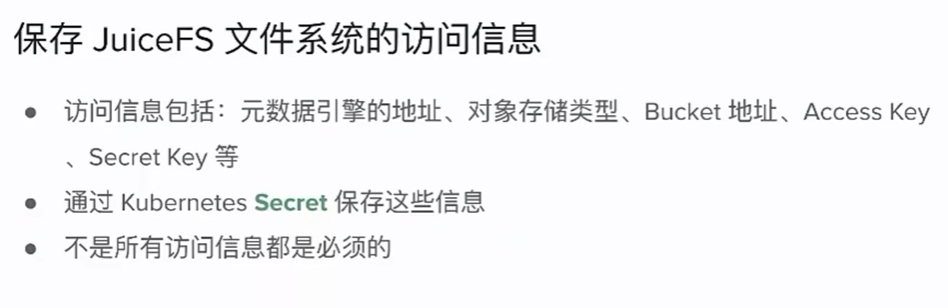 保存 JuiceFS 文件系统的访问信息
● 访问信息包括：元数据引擎的地址、对象存储类型、Bucket 地址、Access Key
、Secret Key 等
● 通过 Kubernetes Secret 保存这些信息
● 不是所有访问信息都是必须的